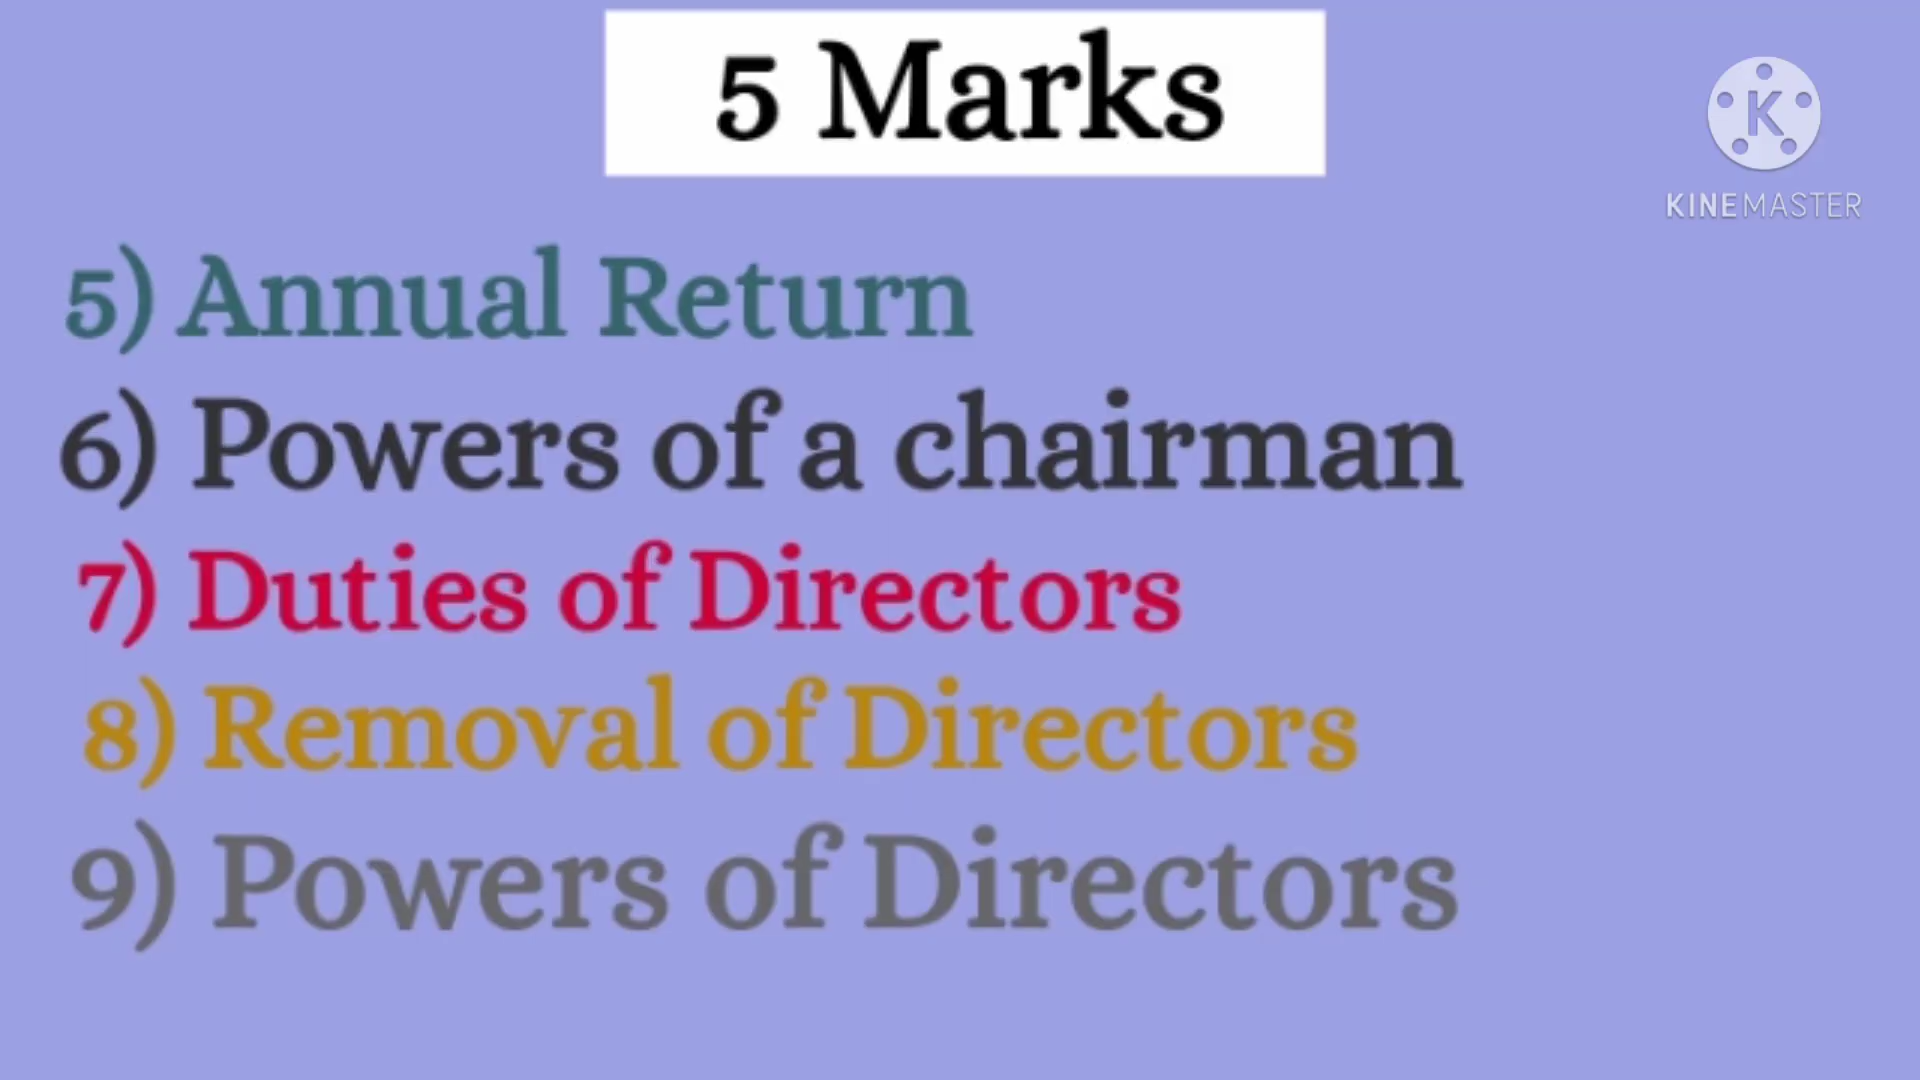 5 Marks
K
KINEMASTER
5) Annual Return
6) Powers of a chairman
7) Duties of Directors
8) Removal of Directors
9) Powers of Directors